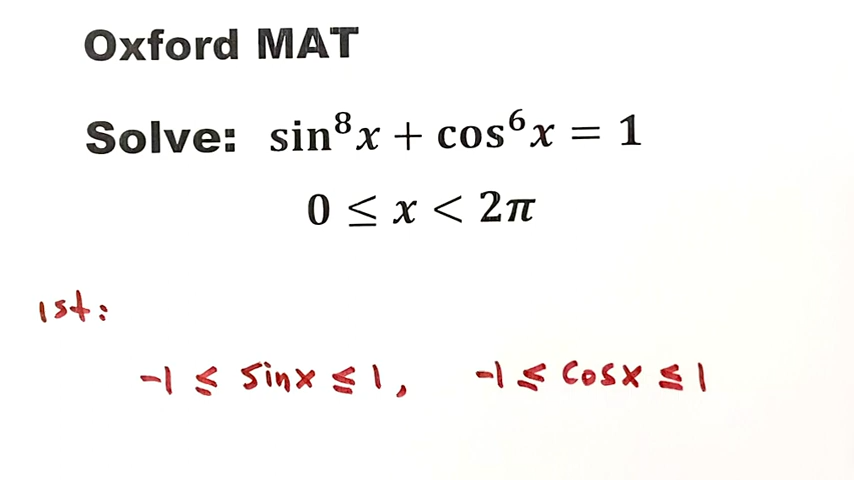 Oxford MAT
Solve: sin⁸x + cos⁶x = 1
0 ≤ x < 2π
1st:
-1 ≤ sinx ≤ 1, -1 ≤ cosx ≤ 1